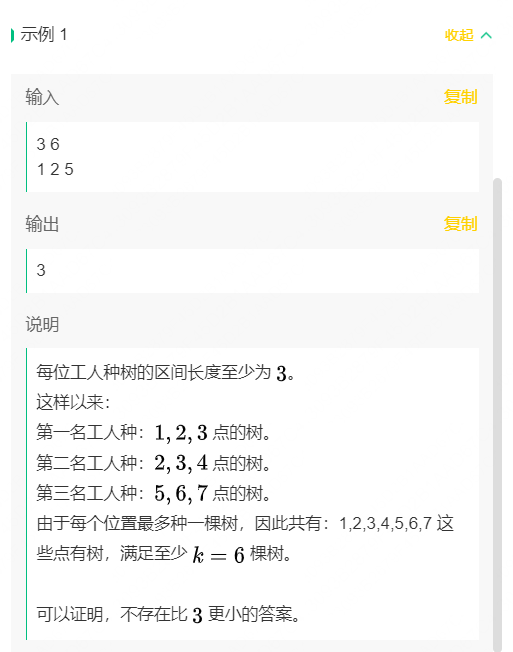 示例 1
收起
输入
复制
3 6
1 2 5
输出
复制
3
说明
每位工人种树的区间长度至少为 3。
这样以来：
第一名工人种：1, 2, 3 点的树。
第二名工人种：2, 3, 4 点的树。
第三名工人种：5, 6, 7 点的树。
由于每个位置最多种一棵树，因此共有：1,2,3,4,5,6,7 这
些点有树，满足至少 k = 6 棵树。
可以证明，不存在比 3 更小的答案。